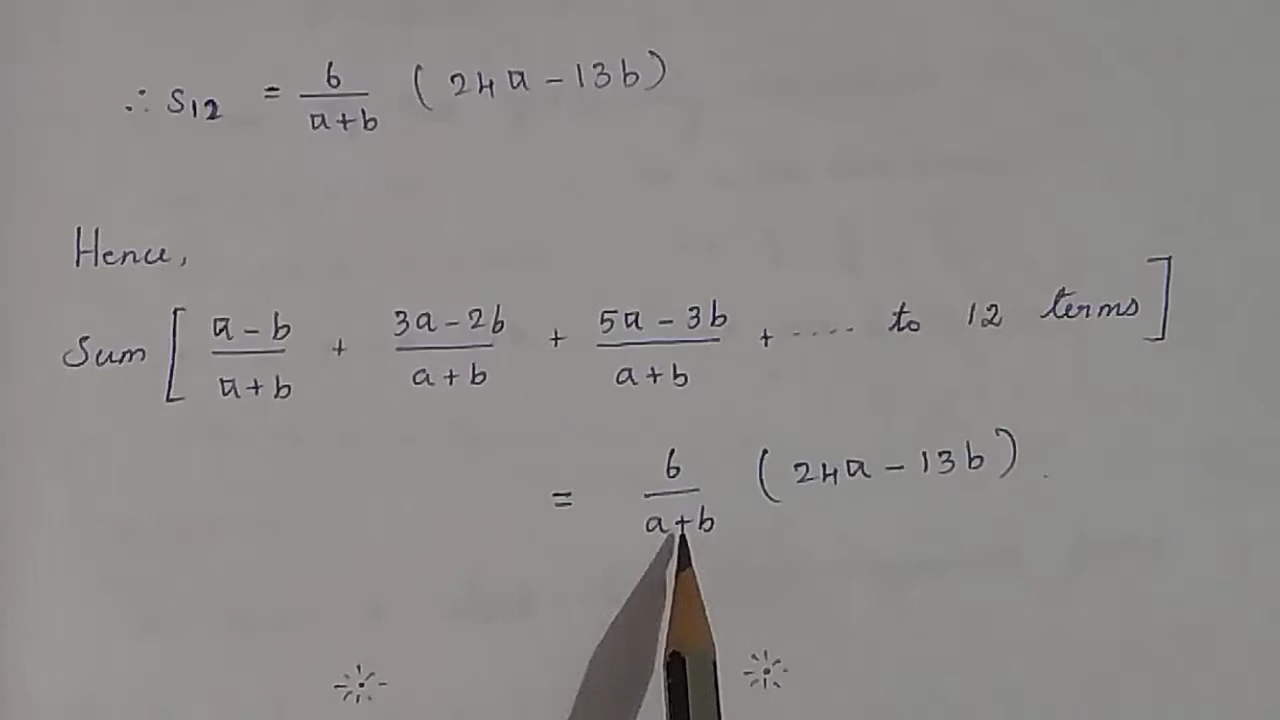 ∴ S12 = 6/(a+b) (24a - 13b)
Hence,
Sum [ (a-b)/(a+b) + (3a-2b)/(a+b) + (5a-3b)/(a+b) + .... to 12 terms ]
= 6/(a+b) (24a - 13b).